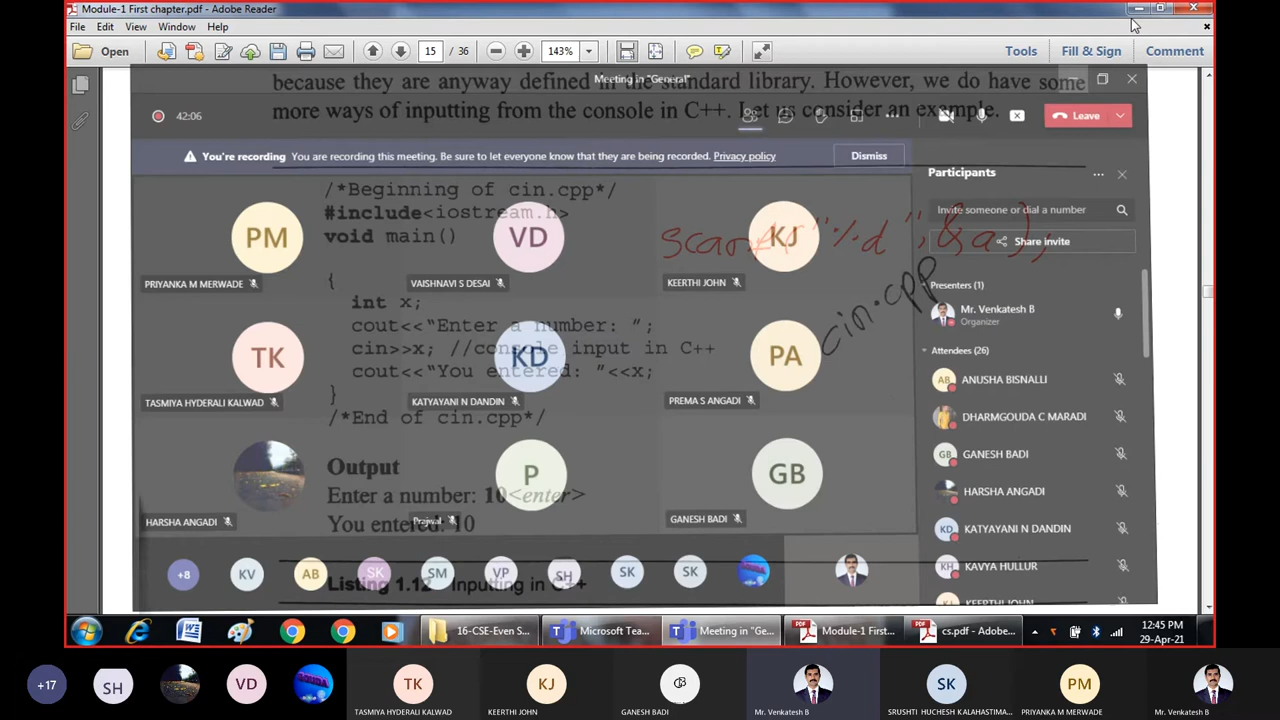 Module-1 First chapter.pdf - Adobe Reader
File Edit View Window Help
Open 15 / 36 143% Tools Fill & Sign Comment
because they are anyway defined in the standard library. However, we do have some
Meeting in "General"
more ways of inputting from the console in C++. Let us consider an example.
42:06 Leave
You're recording You are recording this meeting. Be sure to let everyone know that they are being recorded. Privacy policy Dismiss
Participants
Invite someone or dial a number
Share invite
Presenters (1)
Mr. Venkatesh B
Organizer
Attendees (26)
AB ANUSHA BISNALLI
DHARMGOUDA C MARADI
GB GANESH BADI
HARSHA ANGADI
KD KATYAYANI N DANDIN
KH KAVYA HULLUR
KJ KEERTHI JOHN
/*Beginning of cin.cpp*/
#include<iostream.h>
void main()
{
int x;
cout<<“Enter a number: ”;
cin>>x; //console input in C++
cout<<“You entered: ”<<x;
}
/*End of cin.cpp*/
Output
Enter a number: 10<enter>
You entered: 10
Listing 1.12 Inputting in C++
scanf("%d",&a);
cin.cpp
PM VD KJ
PRIYANKA M MERWADE VAISHNAVI S DESAI KEERTHI JOHN
TK KD PA
TASMIYA HYDERALI KALWAD KATYAYANI N DANDIN PREMA S ANGADI
P GB
HARSHA ANGADI Prajwal GANESH BADI
+8 KV AB SK SM VP SH SK SK
16-CSE-Even S... Microsoft Tea... Meeting in "Ge... Module-1 First... cs.pdf - Adobe... 12:45 PM
29-Apr-21
+17 SH VD TK KJ GB SK PM
TASMIYA HYDERALI KALWAD KEERTHI JOHN GANESH BADI Mr. Venkatesh B SRUSHTI HUCHESH KALAHASTIMA... PRIYANKA M MERWADE Mr. Venkatesh B